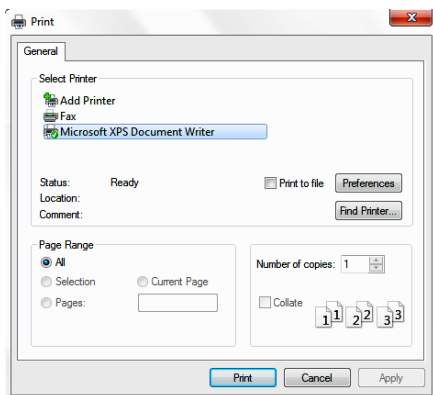 Print
General
Select Printer
Add Printer
Fax
Microsoft XPS Document Writer
Status: Ready
Print to file
Preferences
Location:
Comment:
Find Printer...
Page Range
All
Selection
Current Page
Pages:
Number of copies: 1
Collate
1 1 2 2 3 3
Print
Cancel
Apply